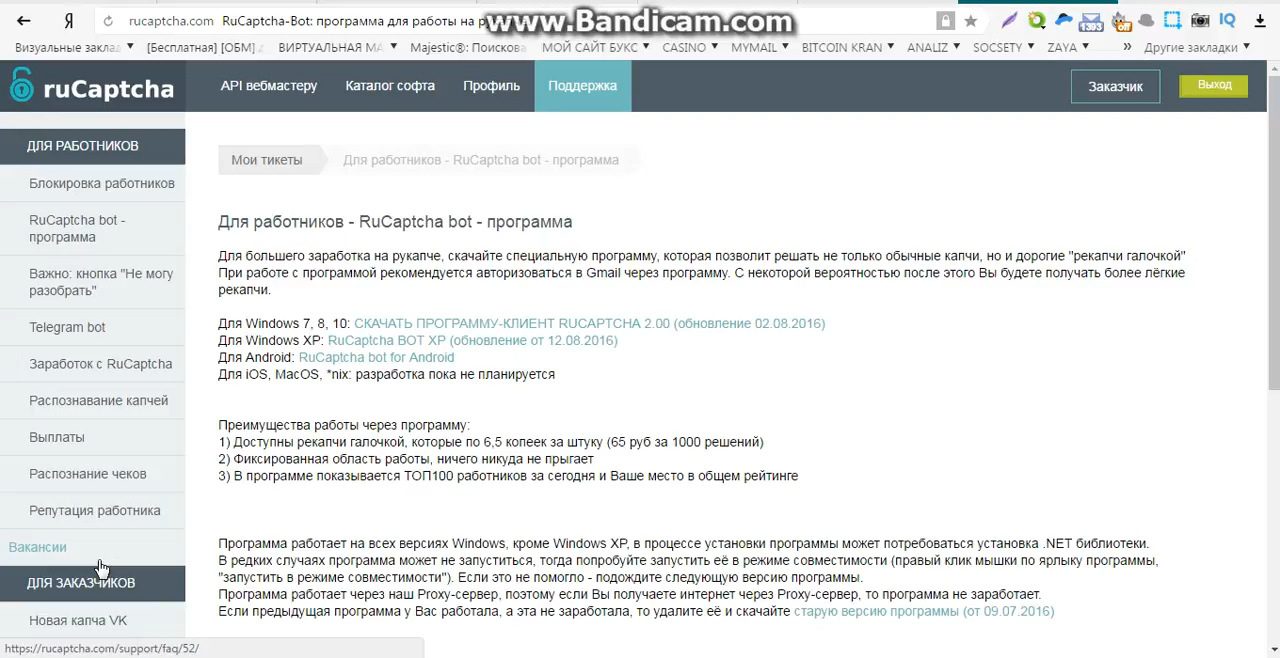 rucaptcha.com RuCaptcha-Bot: программа для работы на
www.Bandicam.com
Визуальные заклад
[Бесплатная] [ОБМ]
ВИРТУАЛЬНАЯ МА
Majestic®: Поискова
МОЙ САЙТ БУКС
CASINO
MYMAIL
BITCOIN KRAN
ANALIZ
SOCSETY
ZAYA
» Другие закладки
ruCaptcha
API вебмастеру
Каталог софта
Профиль
Поддержка
Заказчик
Выход
ДЛЯ РАБОТНИКОВ
Блокировка работников
RuCaptcha bot -
программа
Важно: кнопка "Не могу
разобрать"
Telegram bot
Заработок с RuCaptcha
Распознавание капчей
Выплаты
Распознание чеков
Репутация работника
Вакансии
ДЛЯ ЗАКАЗЧИКОВ
Новая капча VK
Мои тикеты
Для работников - RuCaptcha bot - программа
Для работников - RuCaptcha bot - программа
Для большего заработка на рукапче, скачайте специальную программу, которая позволит решать не только обычные капчи, но и дорогие "рекапчи галочкой"
При работе с программой рекомендуется авторизоваться в Gmail через программу. С некоторой вероятностью после этого Вы будете получать более лёгкие
рекапчи.
Для Windows 7, 8, 10: СКАЧАТЬ ПРОГРАММУ-КЛИЕНТ RUCAPTCHA 2.00 (обновление 02.08.2016)
Для Windows XP: RuCaptcha BOT XP (обновление от 12.08.2016)
Для Android: RuCaptcha bot for Android
Для iOS, MacOS, *nix: разработка пока не планируется
Преимущества работы через программу:
1) Доступны рекапчи галочкой, которые по 6,5 копеек за штуку (65 руб за 1000 решений)
2) Фиксированная область работы, ничего никуда не прыгает
3) В программе показывается ТОП100 работников за сегодня и Ваше место в общем рейтинге
Программа работает на всех версиях Windows, кроме Windows XP, в процессе установки программы может потребоваться установка .NET библиотеки.
В редких случаях программа может не запуститься, тогда попробуйте запустить её в режиме совместимости (правый клик мышки по ярлыку программы,
"запустить в режиме совместимости"). Если это не помогло - подождите следующую версию программы.
Программа работает через наш Proxy-сервер, поэтому если Вы получаете интернет через Proxy-сервер, то программа не заработает.
Если предыдущая программа у Вас работала, а эта не заработала, то удалите её и скачайте старую версию программы (от 09.07.2016)
https://rucaptcha.com/support/faq/52/